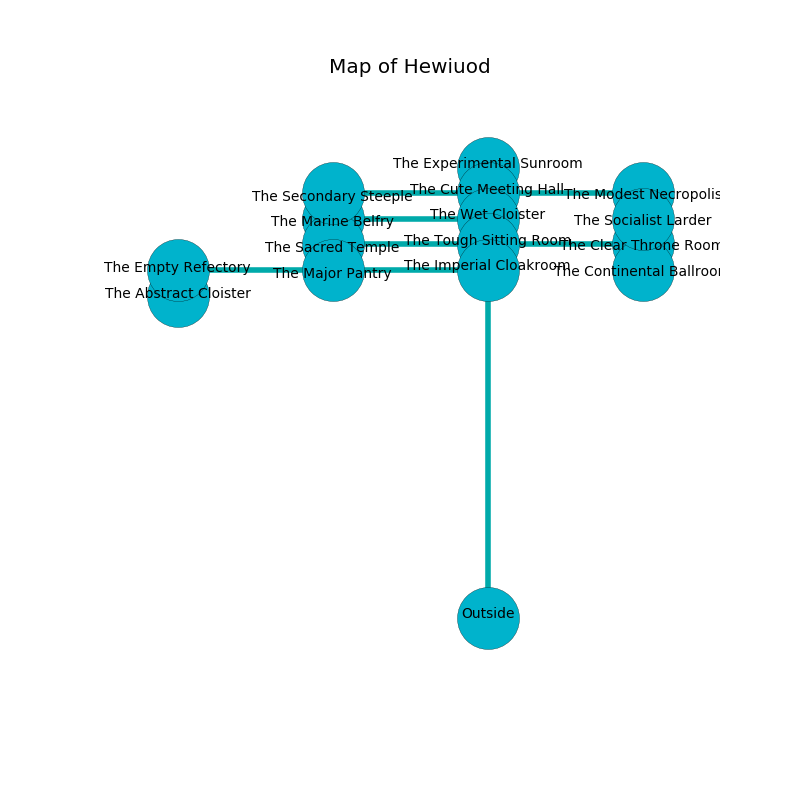 Map of Hewiuod
The Experimental Sunroom
The Cute Meeting Hall
The Secondary Steeple
The Modest Necropolis
The Wet Cloister
The Marine Belfry
The Socialist Larder
The Tough Sitting Room
The Sacred Temple
The Clear Throne Room
The Imperial Cloakroom
The Empty Refectory
The Major Pantry
The Continental Ballroom
The Abstract Cloister
Outside